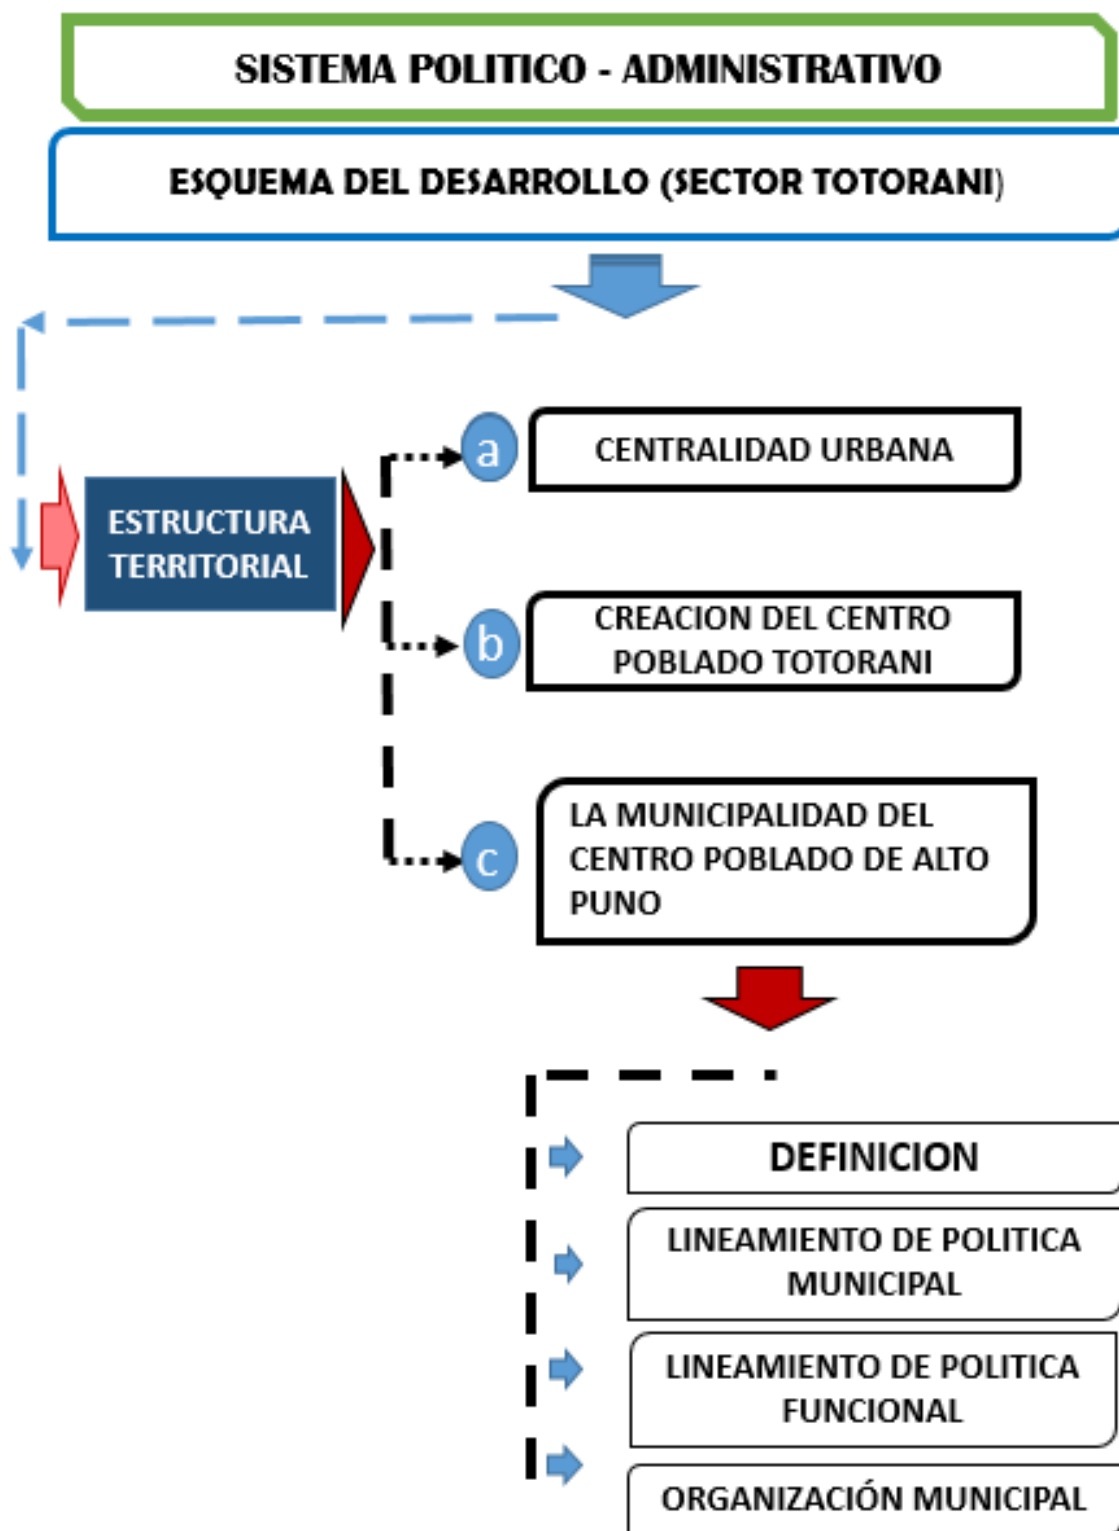 SISTEMA POLITICO - ADMINISTRATIVO
ESQUEMA DEL DESARROLLO (SECTOR TOTORANI)
ESTRUCTURA
TERRITORIAL
a
CENTRALIDAD URBANA
b
CREACION DEL CENTRO
POBLADO TOTORANI
c
LA MUNICIPALIDAD DEL
CENTRO POBLADO DE ALTO
PUNO
DEFINICION
LINEAMIENTO DE POLITICA
MUNICIPAL
LINEAMIENTO DE POLITICA
FUNCIONAL
ORGANIZACIÓN MUNICIPAL